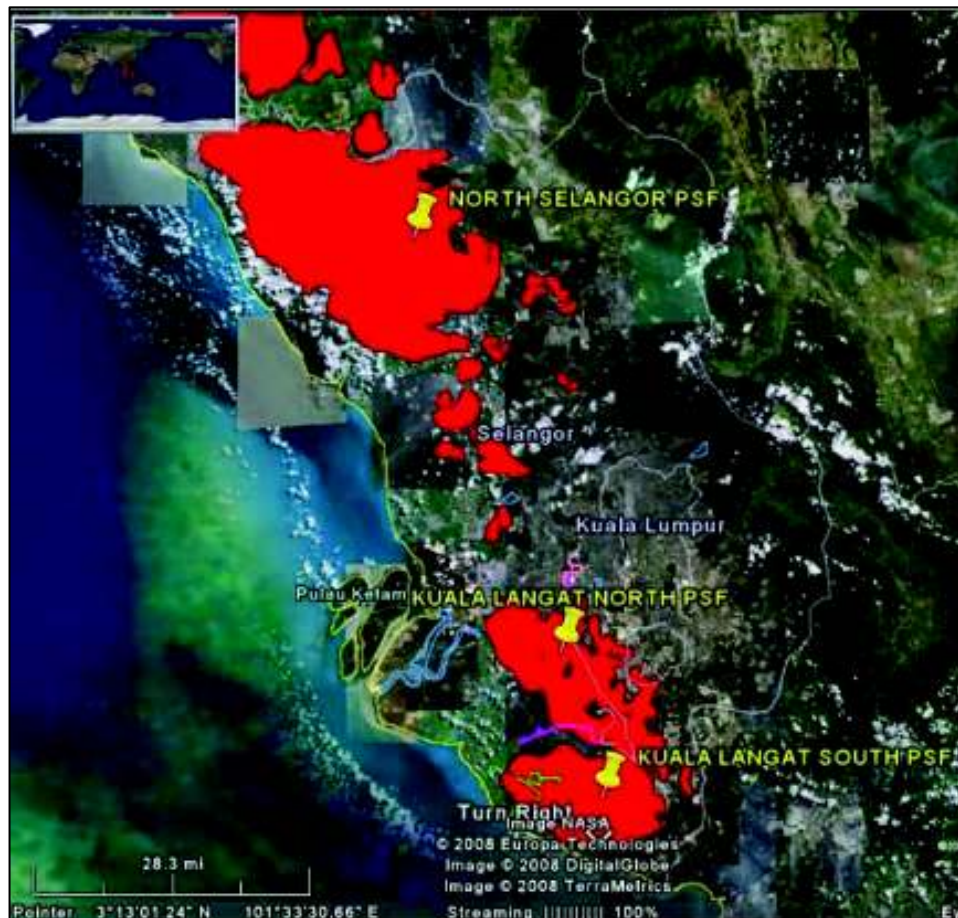 NORTH SELANGOR PSF
Selangor
Kuala Lumpur
Pulau Ketam
KUALA LANGAT NORTH PSF
KUALA LANGAT SOUTH PSF
Turn Right
Image NASA
© 2008 Europa Technologies
Image © 2008 DigitalGlobe
Image © 2008 TerraMetrics
28.3 mi
Pointer 3°13'01.24" N 101°33'30.66" E Streaming 100%